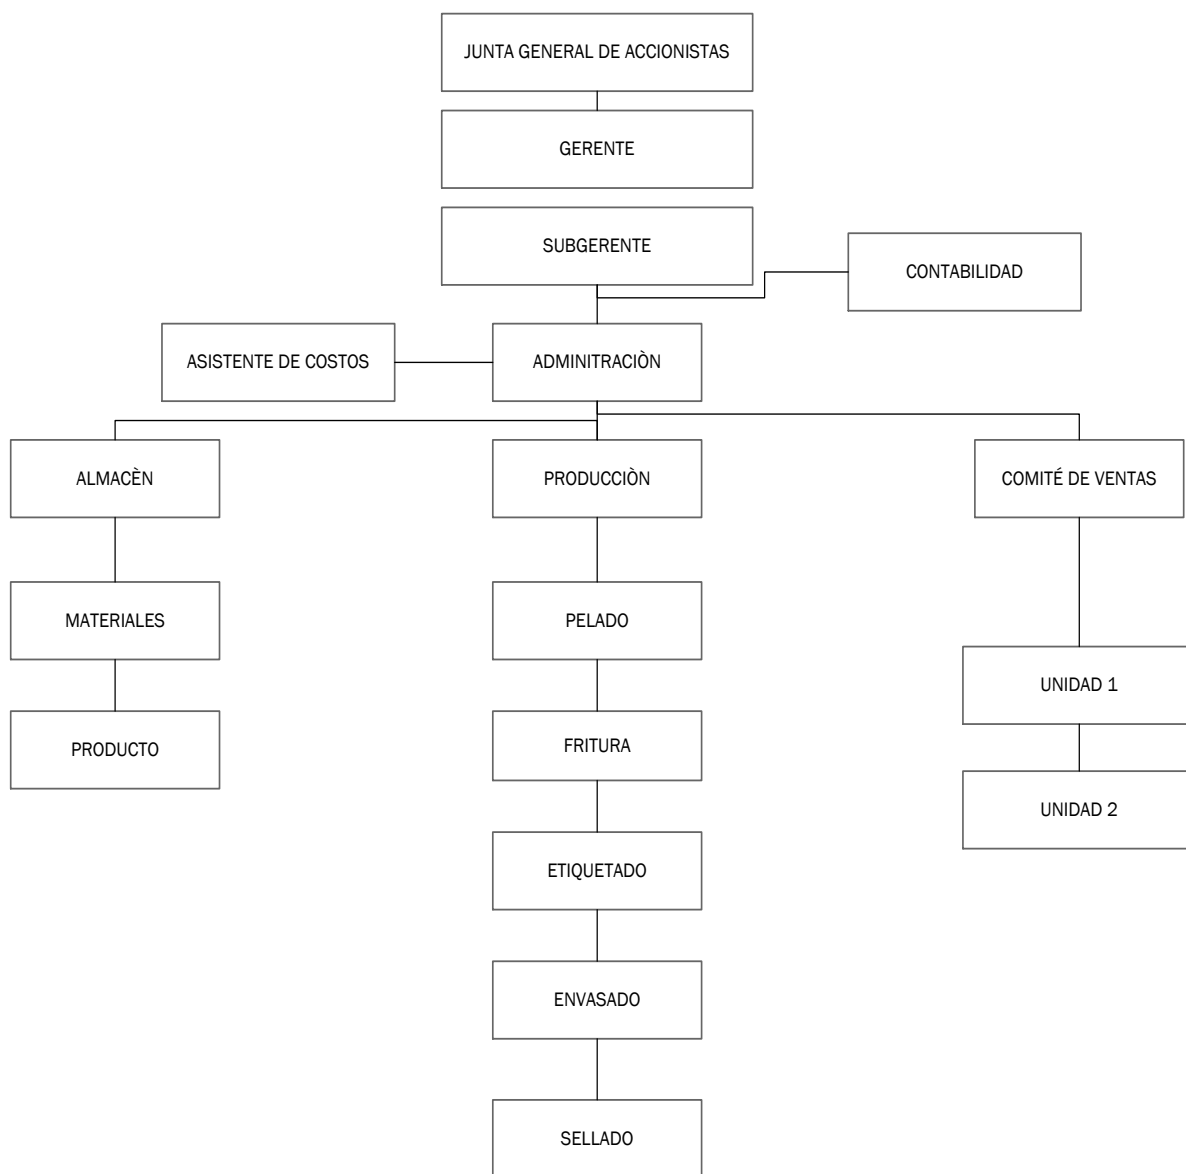 JUNTA GENERAL DE ACCIONISTAS
GERENTE
SUBGERENTE
CONTABILIDAD
ASISTENTE DE COSTOS
ADMINITRACIÒN
ALMACÈN
PRODUCCIÒN
COMITÉ DE VENTAS
MATERIALES
PELADO
UNIDAD 1
PRODUCTO
FRITURA
UNIDAD 2
ETIQUETADO
ENVASADO
SELLADO